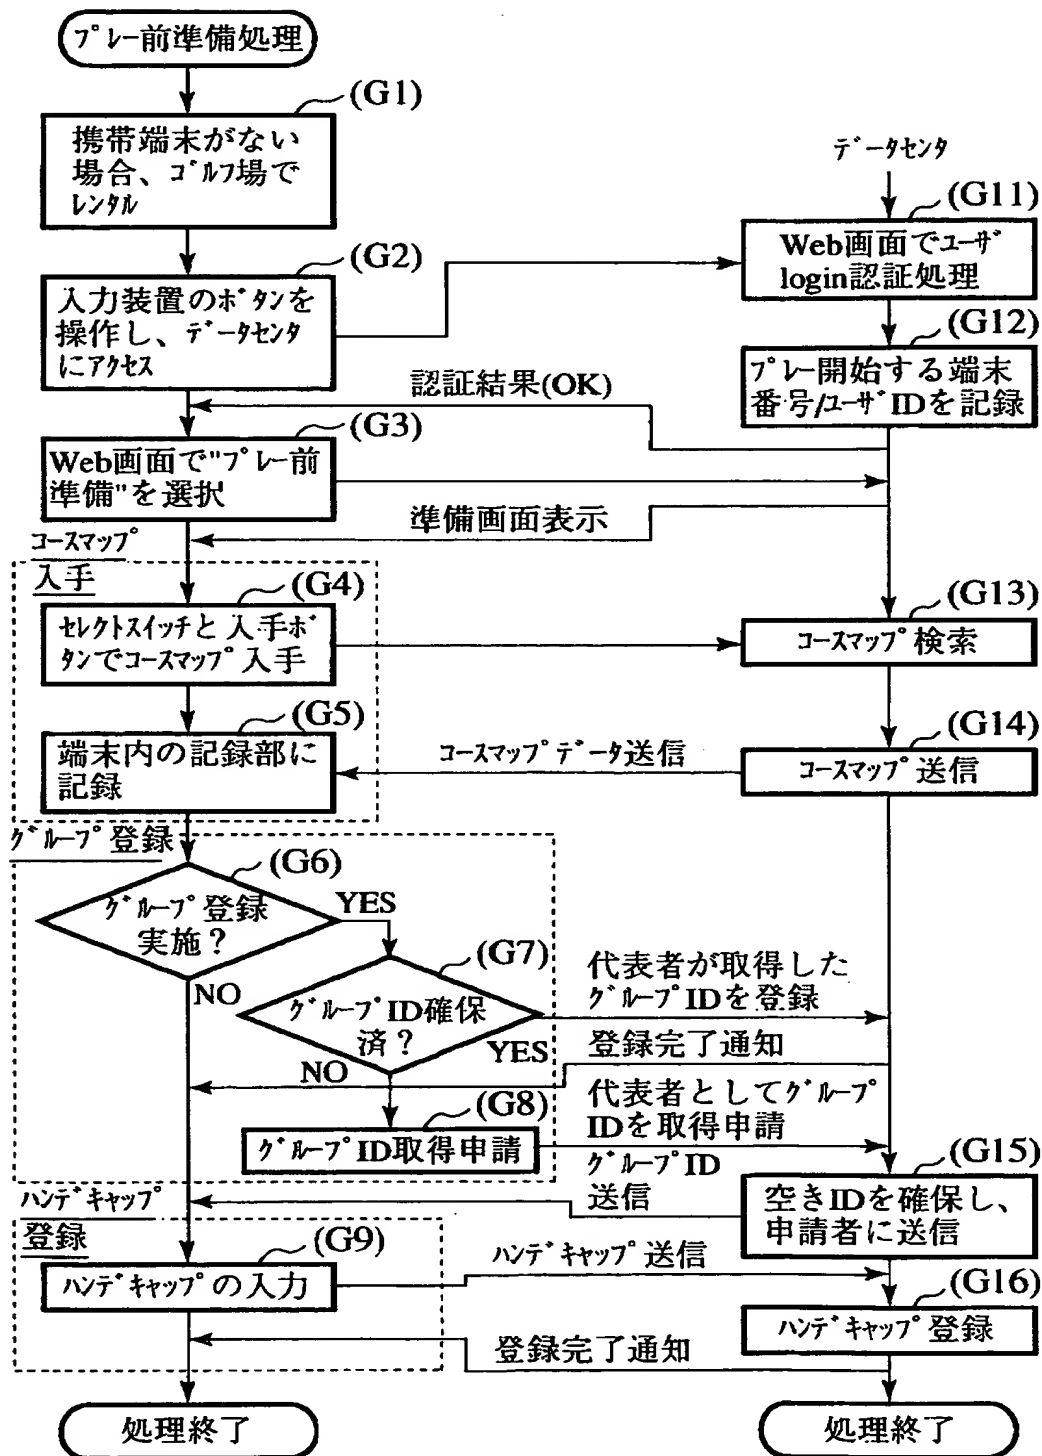 プレー前準備処理
(G1)
携帯端末がない
場合、ゴルフ場で
レンタル
データセンタ
(G11)
Web画面でユーザ
login認証処理
(G2)
入力装置のボタンを
操作し、データセンタ
にアクセス
(G12)
プレー開始する端末
番号/ユーザIDを記録
認証結果(OK)
(G3)
Web画面で"プレー前
準備"を選択
準備画面表示
コースマップ
入手
(G4)
セレクトスイッチと入手ボ
タンでコースマップ入手
(G13)
コースマップ検索
(G5)
端末内の記録部に
記録
コースマップデータ送信
(G14)
コースマップ送信
グループ登録
(G6)
グループ登録
実施？
YES
NO
(G7)
グループID確保
済？
YES
NO
代表者が取得した
グループIDを登録
登録完了通知
(G8)
グループID取得申請
代表者としてグループ
IDを取得申請
グループID
送信
(G15)
空きIDを確保し、
申請者に送信
ハンデキャップ
登録
(G9)
ハンデキャップの入力
ハンデキャップ送信
(G16)
ハンデキャップ登録
登録完了通知
処理終了
処理終了